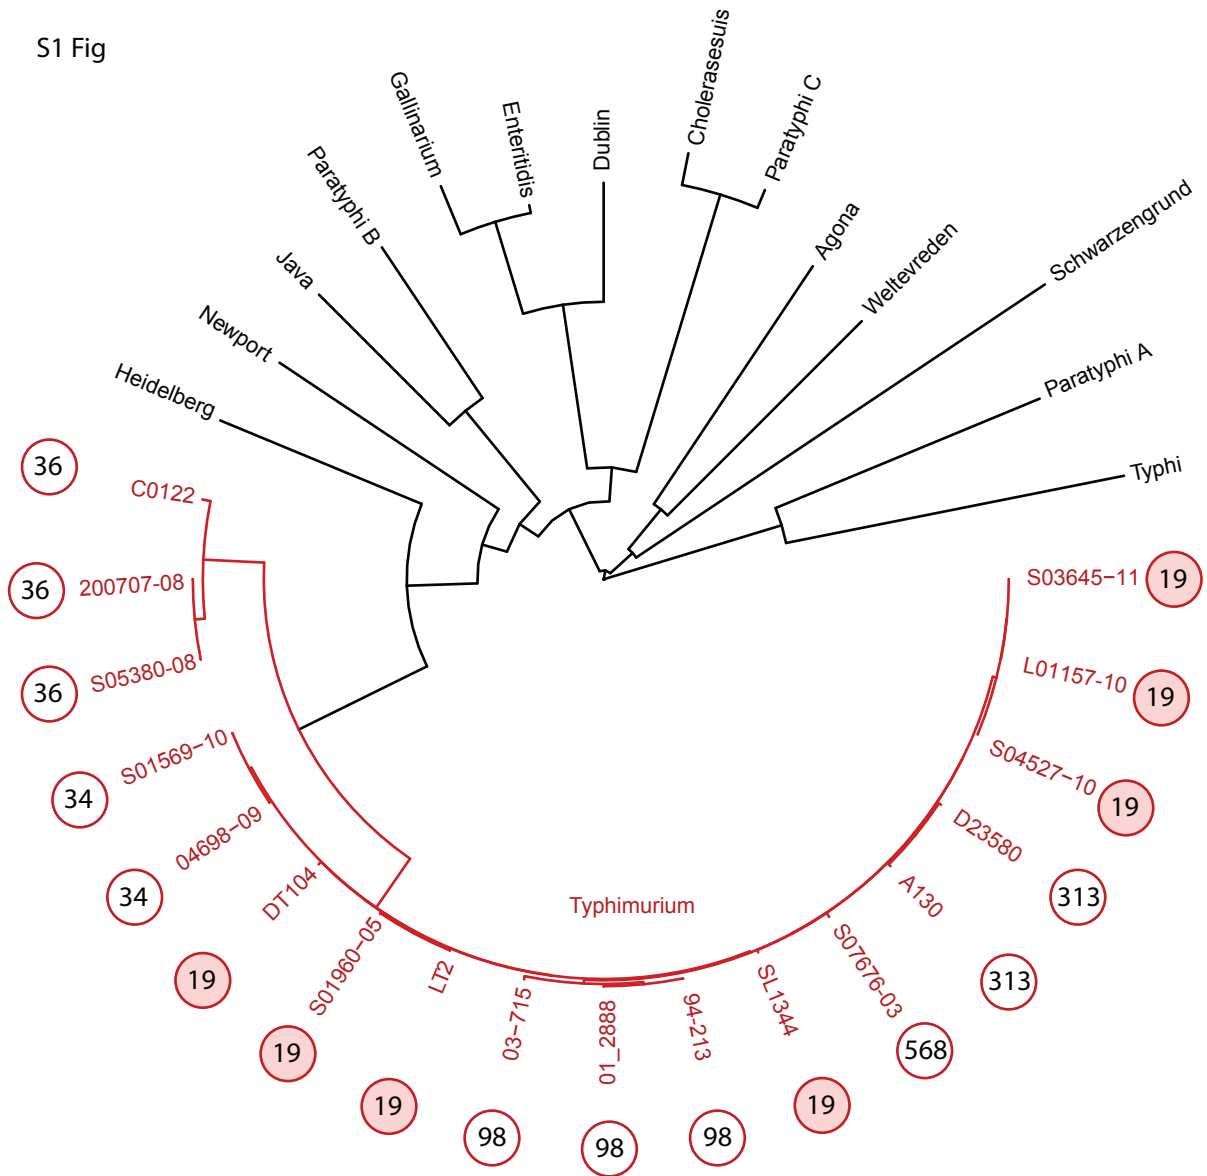 S1 Fig
Heidelberg
Newport
Java
Paratyphi B
Gallinarium
Enteritidis
Dublin
Cholerasesuis
Paratyphi C
Agona
Weltevreden
Schwarzengrund
Paratyphi A
Typhi
S03645−11
19
L01157-10
19
S04527−10
19
D23580
313
A130
313
S07676-03
568
SL1344
19
94-213
98
01_2888
98
03−715
98
LT2
19
S01960−05
19
DT104
19
04698−09
34
S01569−10
34
S05380-08
36
200707-08
36
C0122
36
Typhimurium